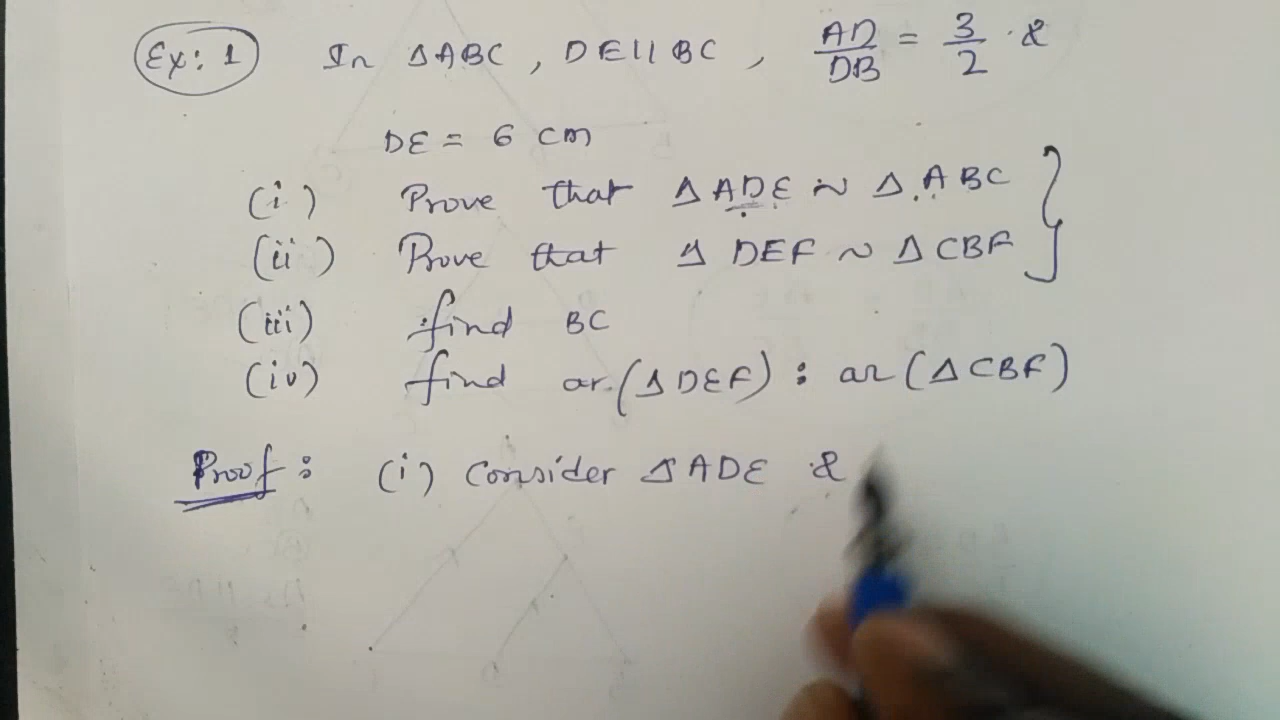 Ex: 1 In ΔABC, DE||BC, AD/DB = 3/2 &
DE = 6 cm
(i) Prove that ΔADE ~ ΔABC
(ii) Prove that Δ DEF ~ ΔCBF
(iii) find BC
(iv) find ar.(ΔDEF) : ar(ΔCBF)
Proof: (i) Consider ΔADE &